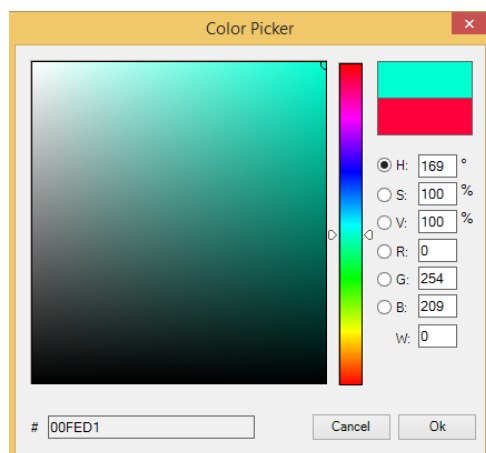 Color Picker
H: 169 °
S: 100 %
V: 100 %
R: 0
G: 254
B: 209
W: 0
# 00FED1
Cancel Ok